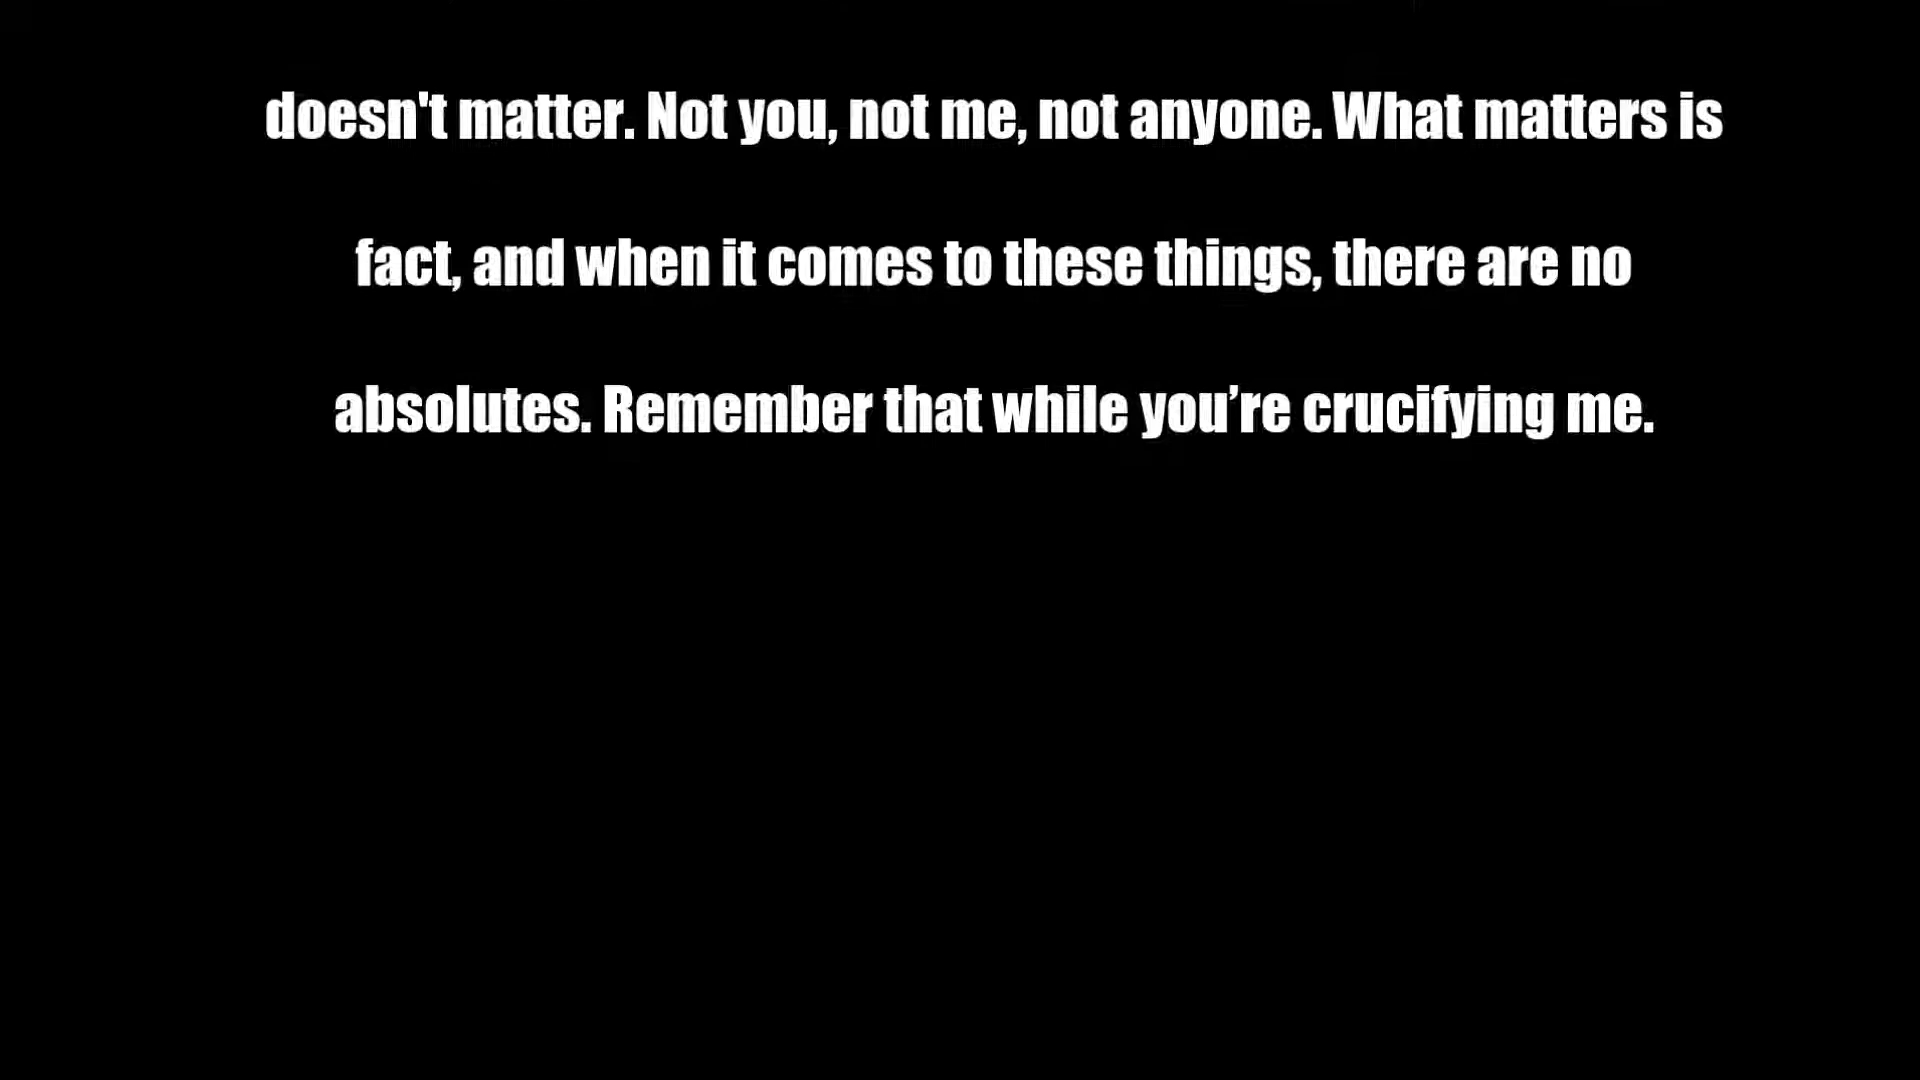 doesn't matter. Not you, not me, not anyone. What matters is
fact, and when it comes to these things, there are no
absolutes. Remember that while you’re crucifying me.